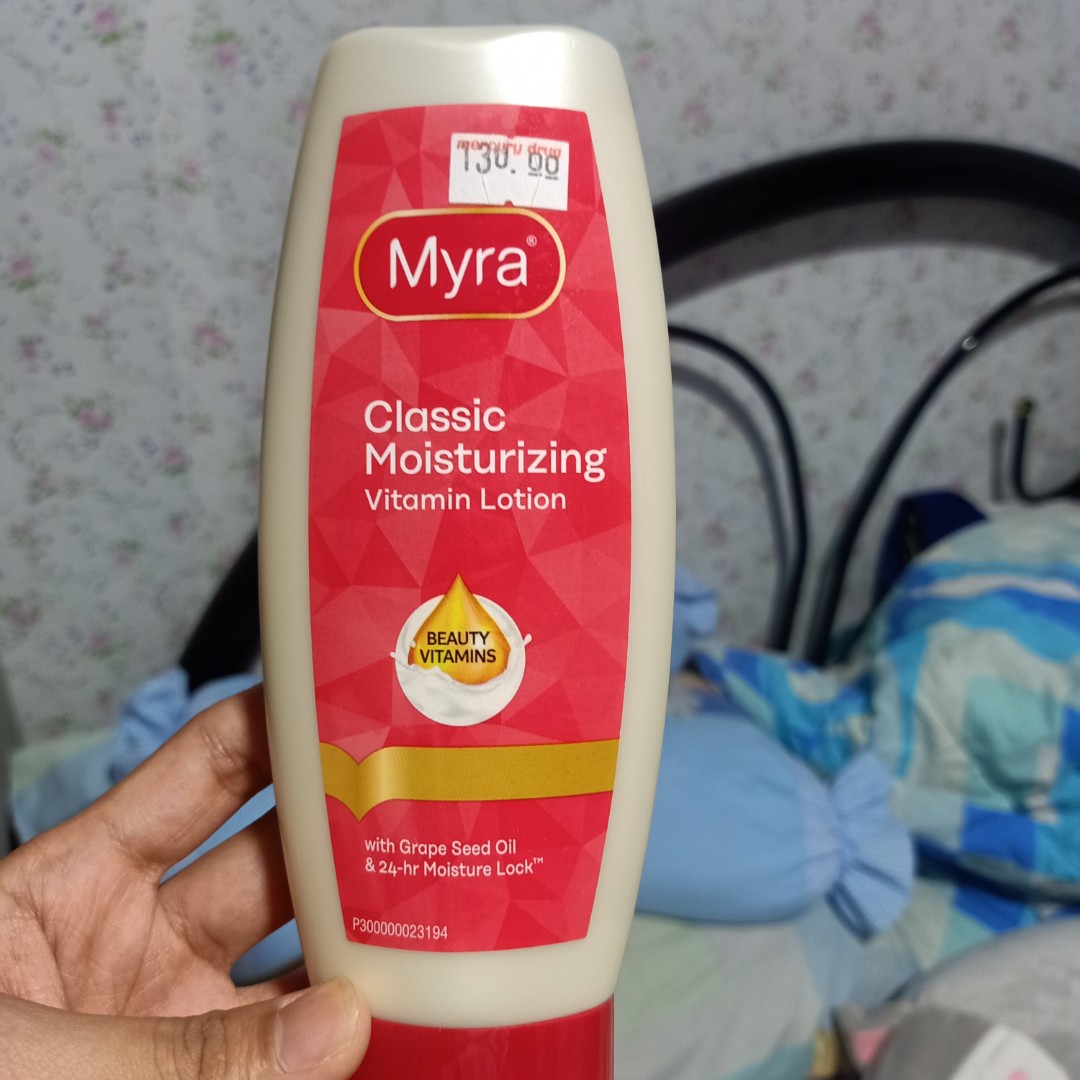 mercury drug
130.00
Myra®
Classic
Moisturizing
Vitamin Lotion
BEAUTY
VITAMINS
with Grape Seed Oil
& 24-hr Moisture Lock™
P300000023194